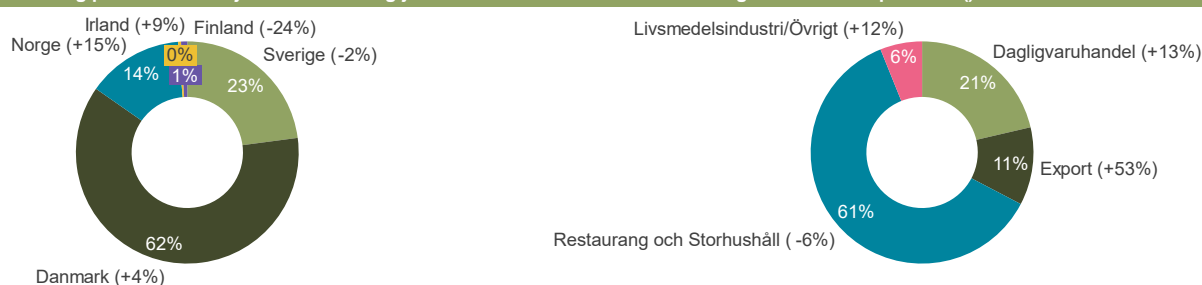 Irland (+9%)
Finland (-24%)
Norge (+15%)
Sverige (-2%)
0%
14%
1%
23%
62%
Danmark (+4%)
Livsmedelsindustri/Övrigt (+12%)
Dagligvaruhandel (+13%)
6%
21%
11%
Export (+53%)
61%
Restaurang och Storhushåll ( -6%)